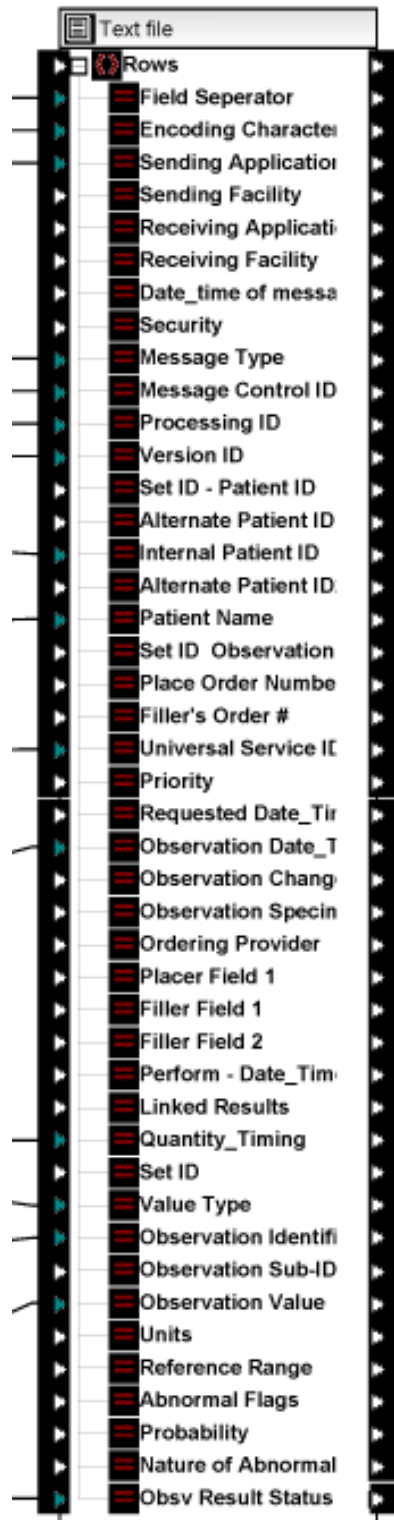 Text file
Rows
Field Seperator
Encoding Character
Sending Application
Sending Facility
Receiving Applicati
Receiving Facility
Date_time of messa
Security
Message Type
Message Control ID
Processing ID
Version ID
Set ID - Patient ID
Alternate Patient ID
Internal Patient ID
Alternate Patient ID
Patient Name
Set ID Observation
Place Order Numbe
Filler's Order #
Universal Service ID
Priority
Requested Date_Tir
Observation Date_T
Observation Chang
Observation Specin
Ordering Provider
Placer Field 1
Filler Field 1
Filler Field 2
Perform - Date_Tim
Linked Results
Quantity_Timing
Set ID
Value Type
Observation Identifi
Observation Sub-ID
Observation Value
Units
Reference Range
Abnormal Flags
Probability
Nature of Abnormal
Obsv Result Status